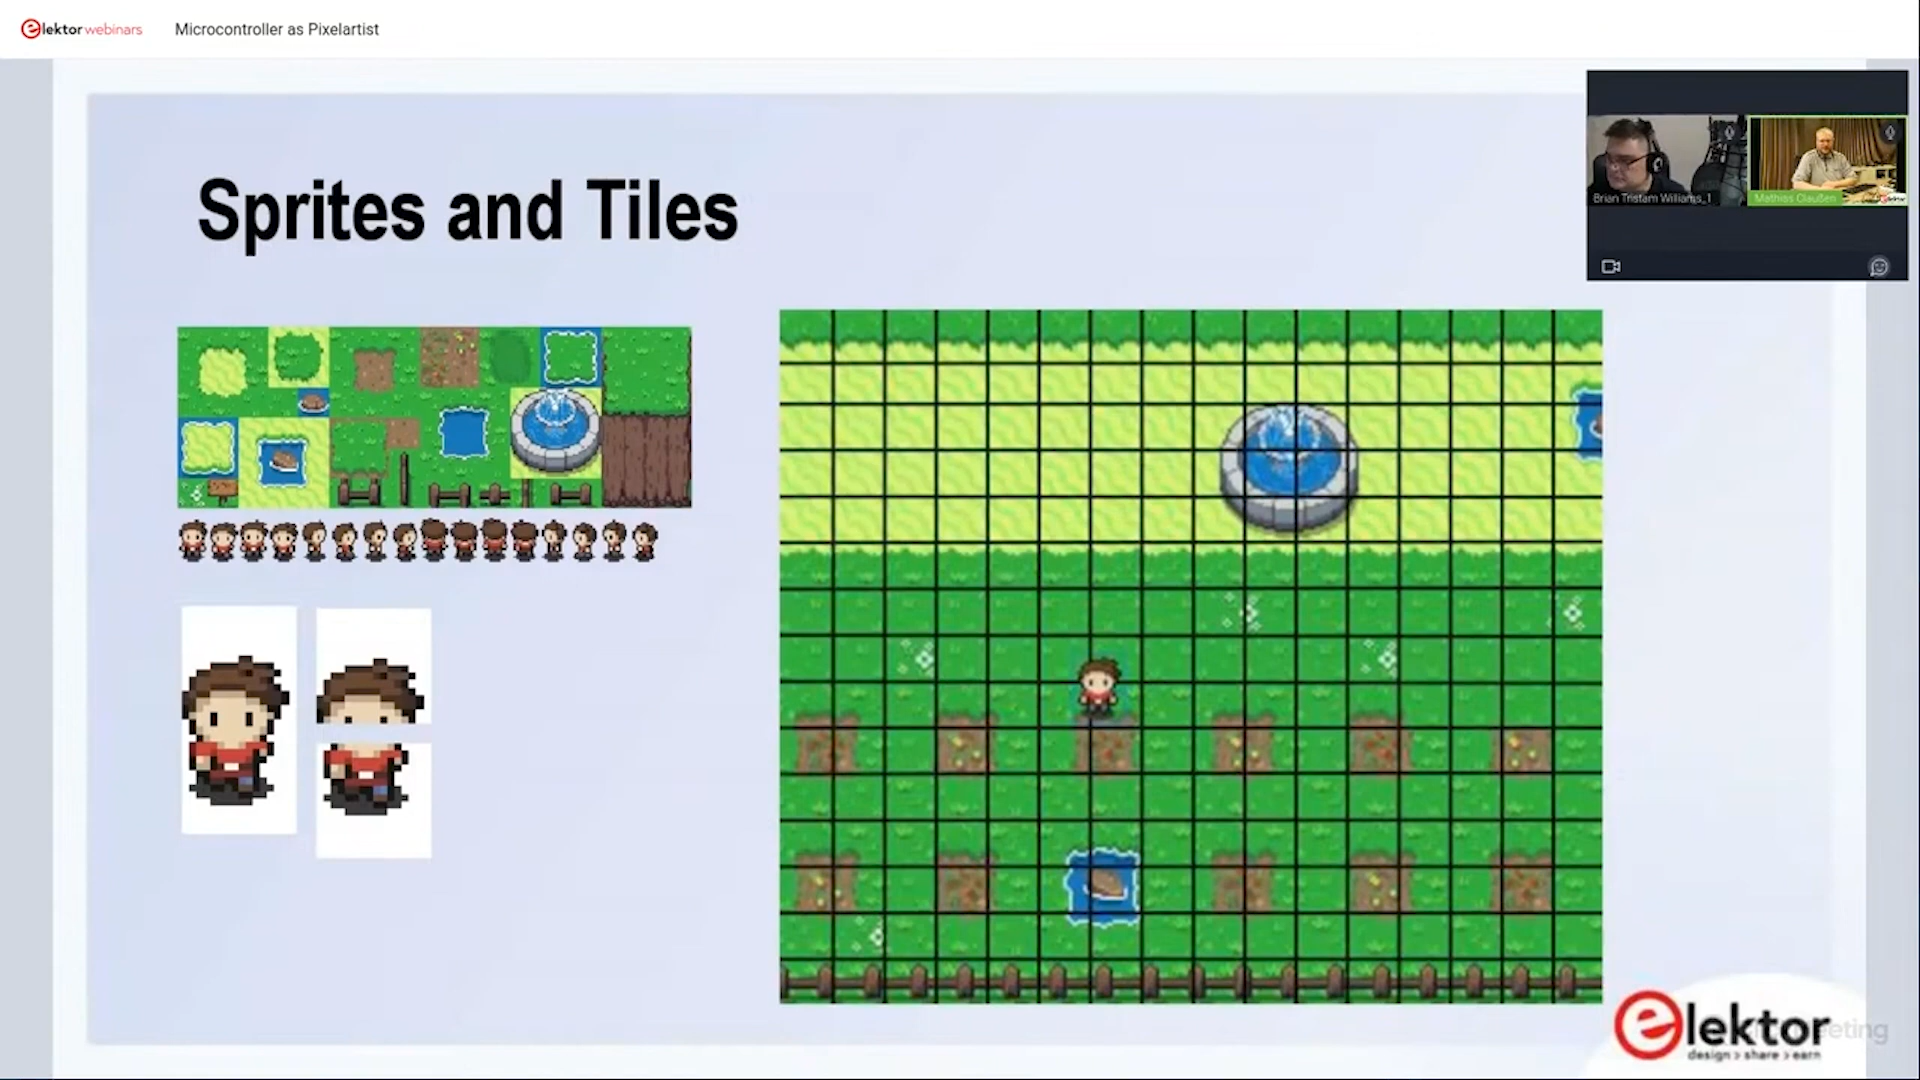 elektor webinars
Microcontroller as Pixelartist
Sprites and Tiles
Brian Tristam Williams_1
Mathias Claußen
elektor
design > share > earn